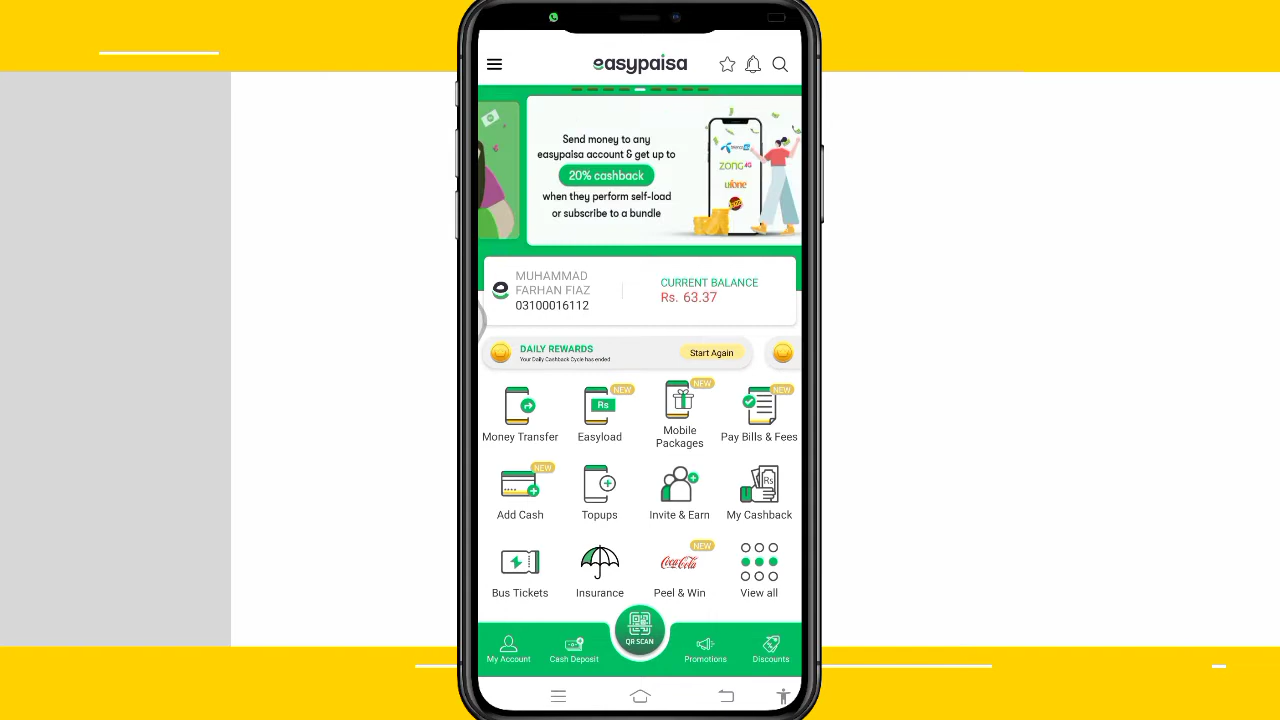 easypaisa
Send money to any
easypaisa account & get up to
20% cashback
when they perform self-load
or subscribe to a bundle
ZONG 4G
ufone
MUHAMMAD
FARHAN FIAZ
03100016112
CURRENT BALANCE
Rs. 63.37
DAILY REWARDS
Your Daily Cashback Cycle has ended
Start Again
NEW
NEW
NEW
Rs
Money Transfer
Easyload
Mobile
Packages
Pay Bills & Fees
NEW
Rs
Add Cash
Topups
Invite & Earn
My Cashback
NEW
Coca-Cola
Bus Tickets
Insurance
Peel & Win
View all
QR SCAN
My Account
Cash Deposit
Promotions
Discounts